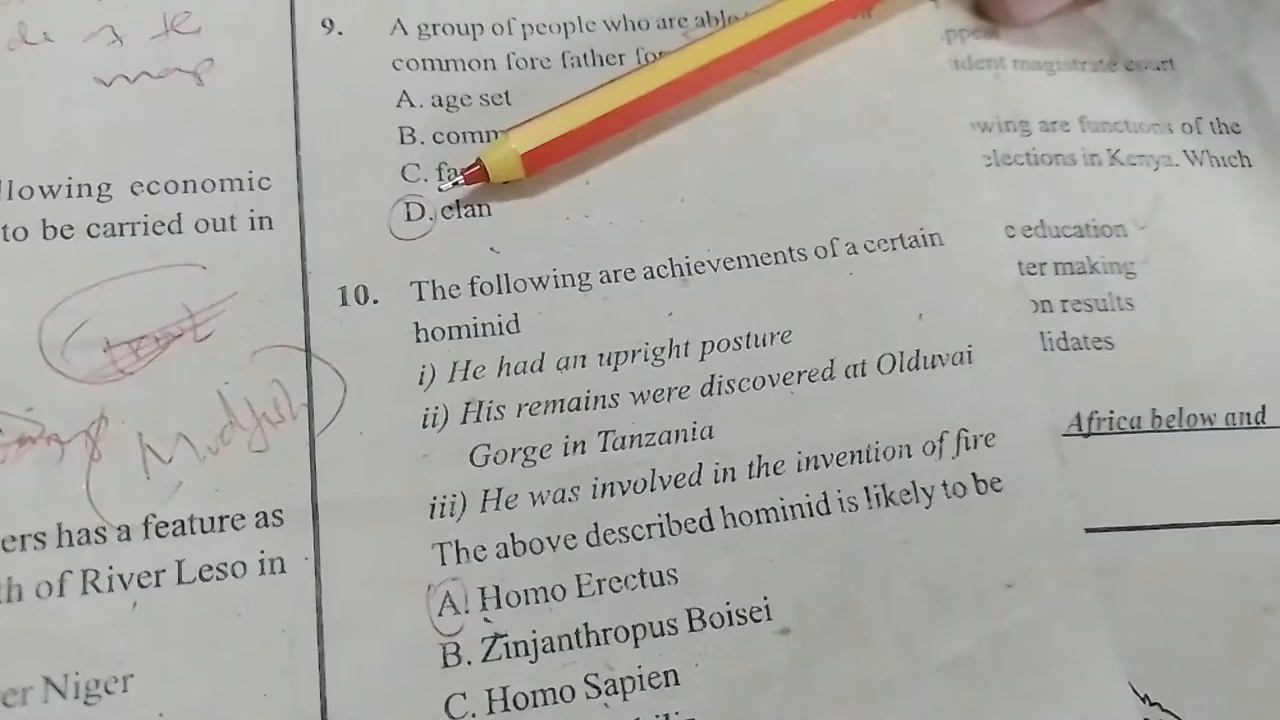 de
map
llowing economic
to be carried out in
ers has a feature as
th of River Leso in
er Niger
9. A group of people who are able
common fore father for
A. age set
B. comm
C. fa
D. clan
10. The following are achievements of a certain
hominid
i) He had an upright posture
ii) His remains were discovered at Olduvai
Gorge in Tanzania
iii) He was involved in the invention of fire
The above described hominid is likely to be
A. Homo Erectus
B. Zinjanthropus Boisei
C. Homo Sapien
ident magistrate court
wing are functions of the
elections in Kenya. Which
c education
ter making
on results
lidates
Africa below and